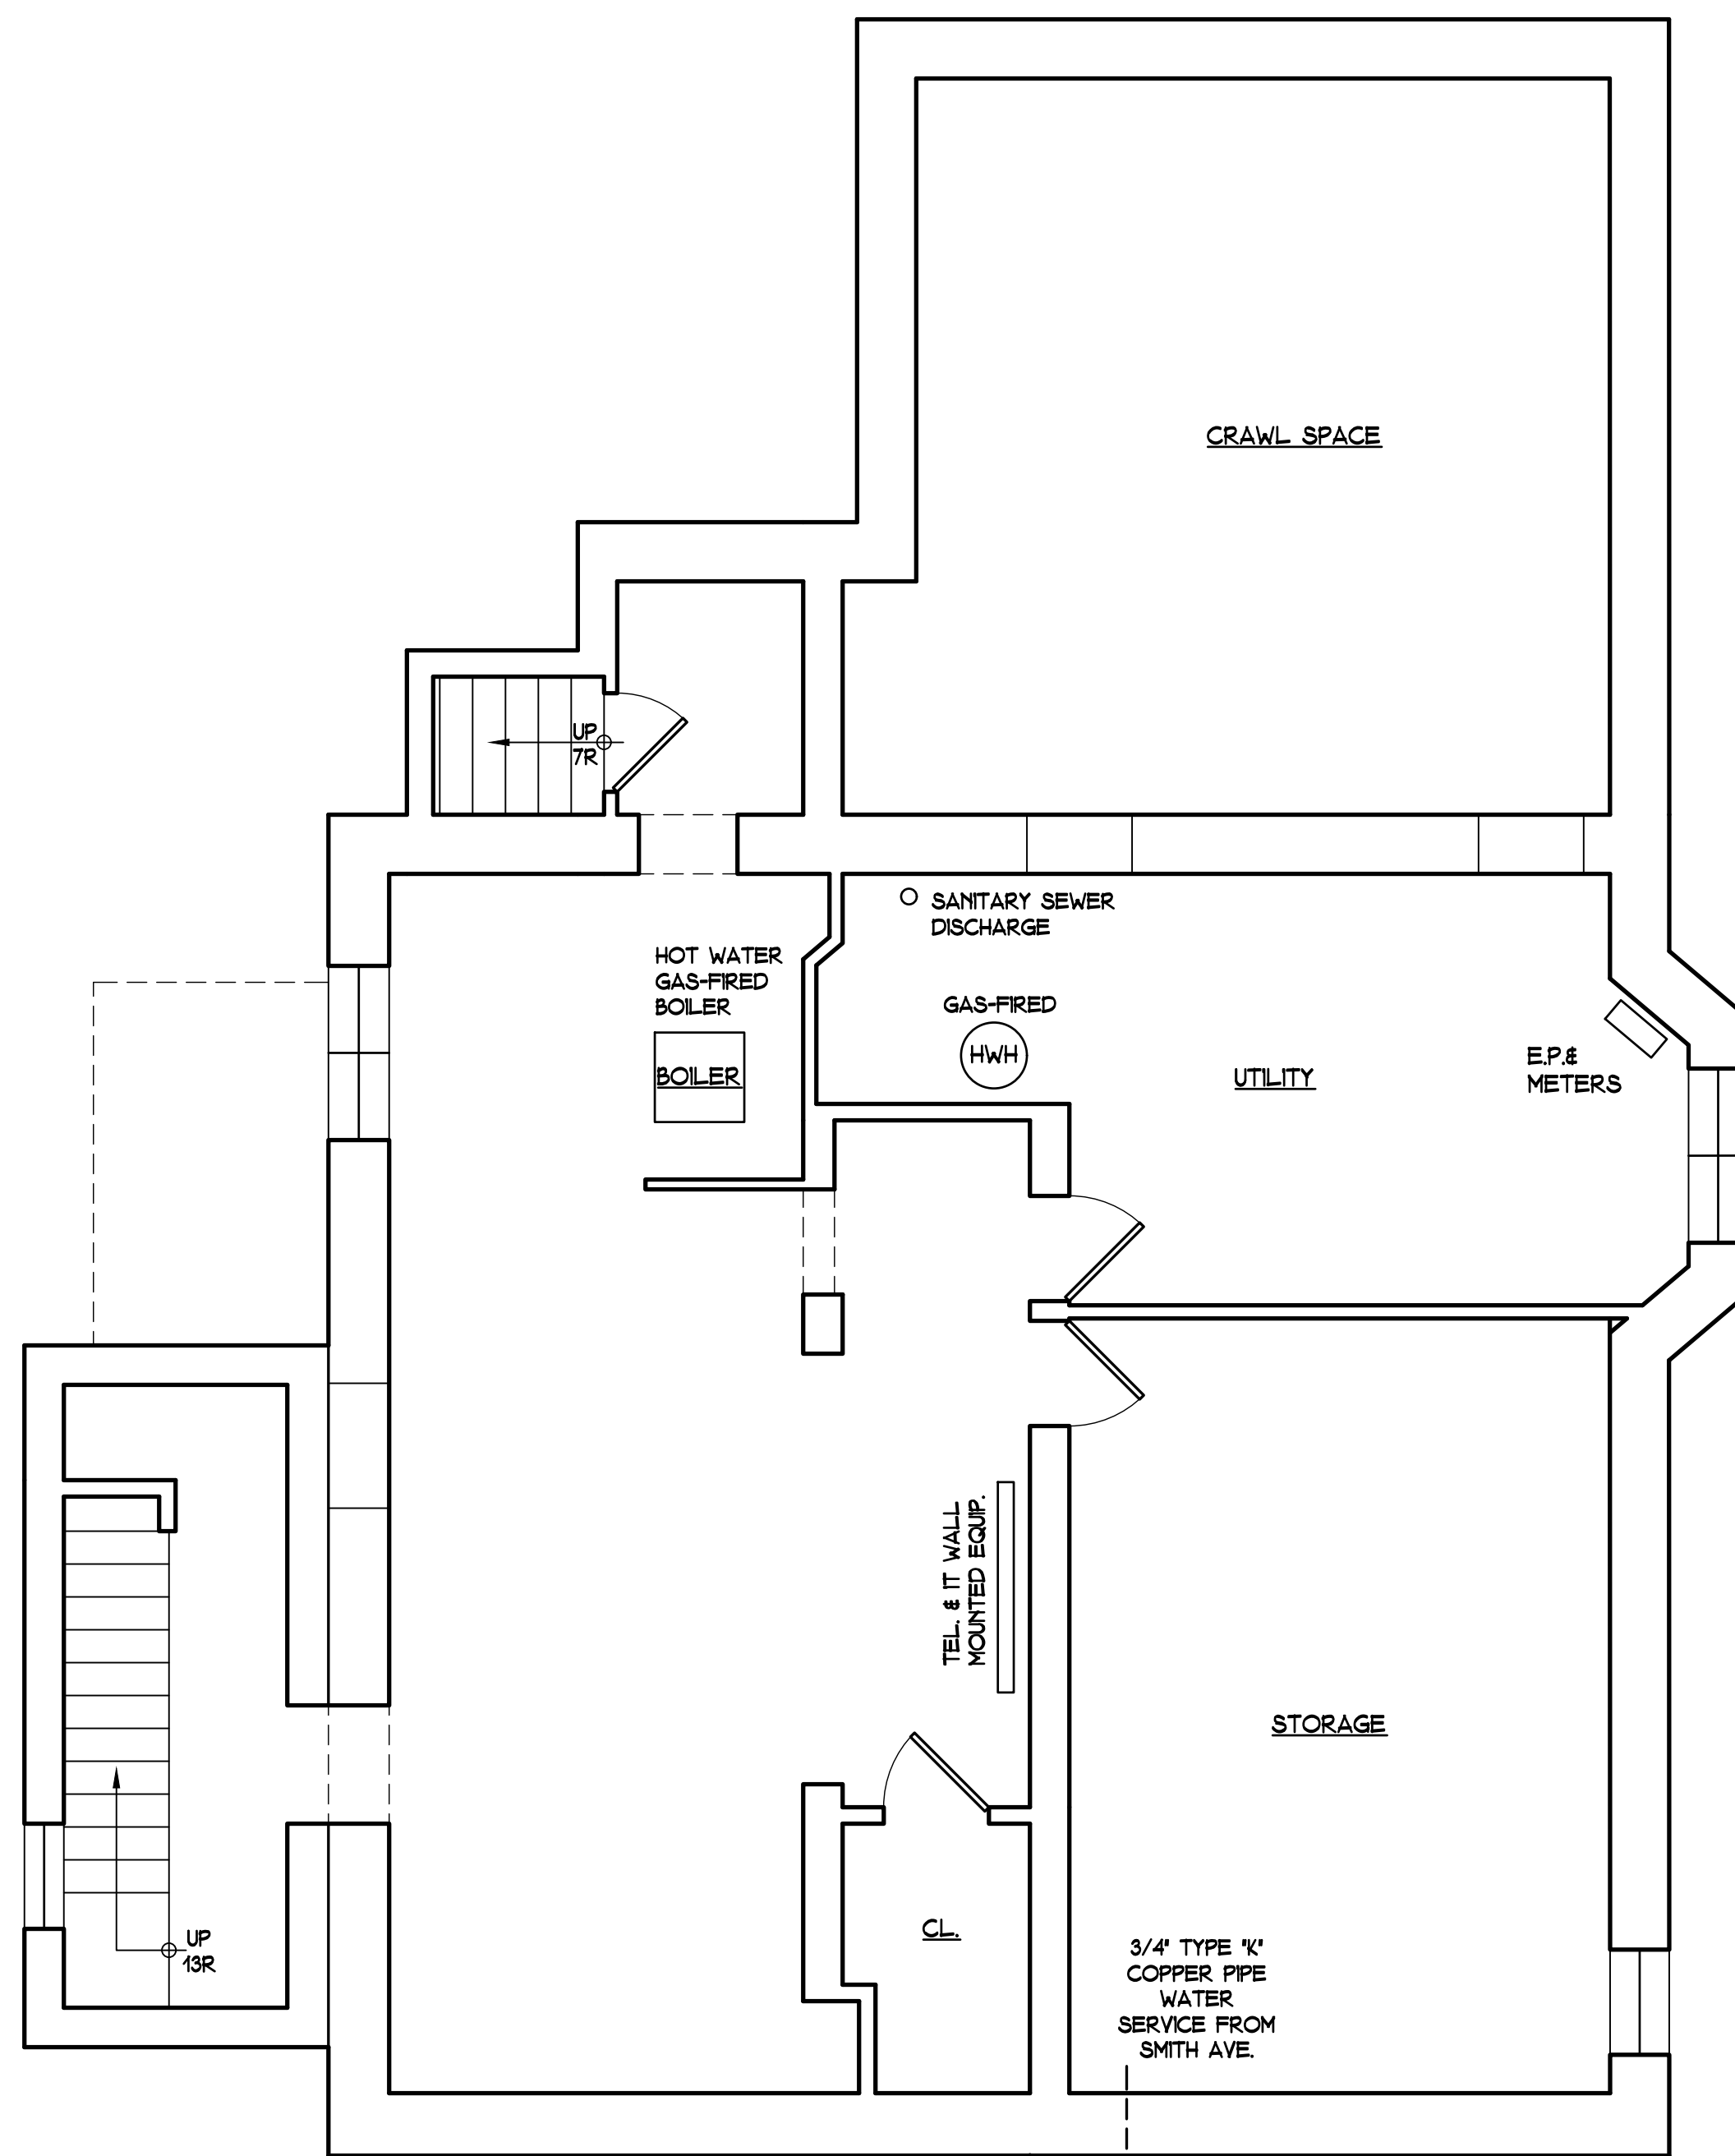 CRAWL SPACE
UP
7R
SANITARY SEWER
DISCHARGE
HOT WATER
GAS-FIRED
BOILER
BOILER
GAS-FIRED
HWH
UTILITY
E.P.&
METERS
TEL. & IT WALL
MOUNTED EQUIP.
STORAGE
CL.
UP
13R
3/4" TYPE "K"
COPPER PIPE
WATER
SERVICE FROM
SMITH AVE.